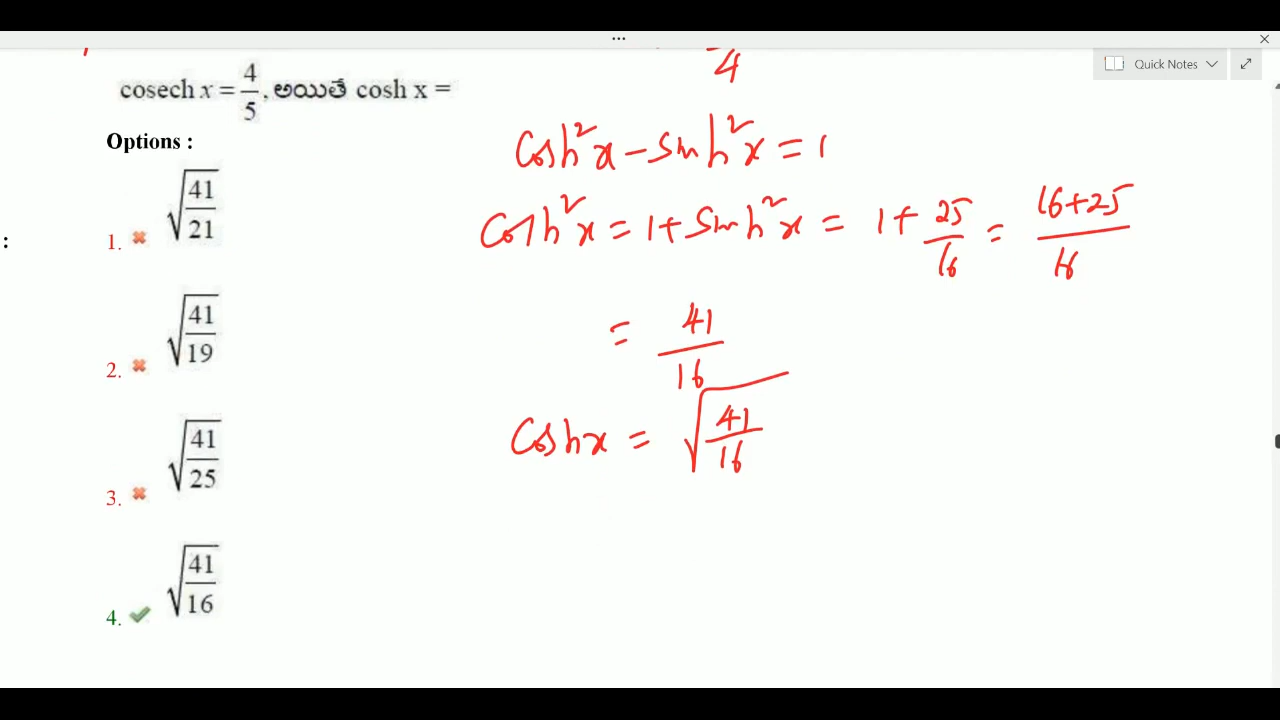 ...
Quick Notes
4
cosech x = 4/5, అయితే cosh x =
Options :
cosh²x - sinh²x = 1
1. √(41/21)
cosh²x = 1 + sinh²x = 1 + 25/16 = (16+25)/16
:
2. √(41/19)
= 41/16
3. √(41/25)
coshx = √(41/16)
4. √(41/16)